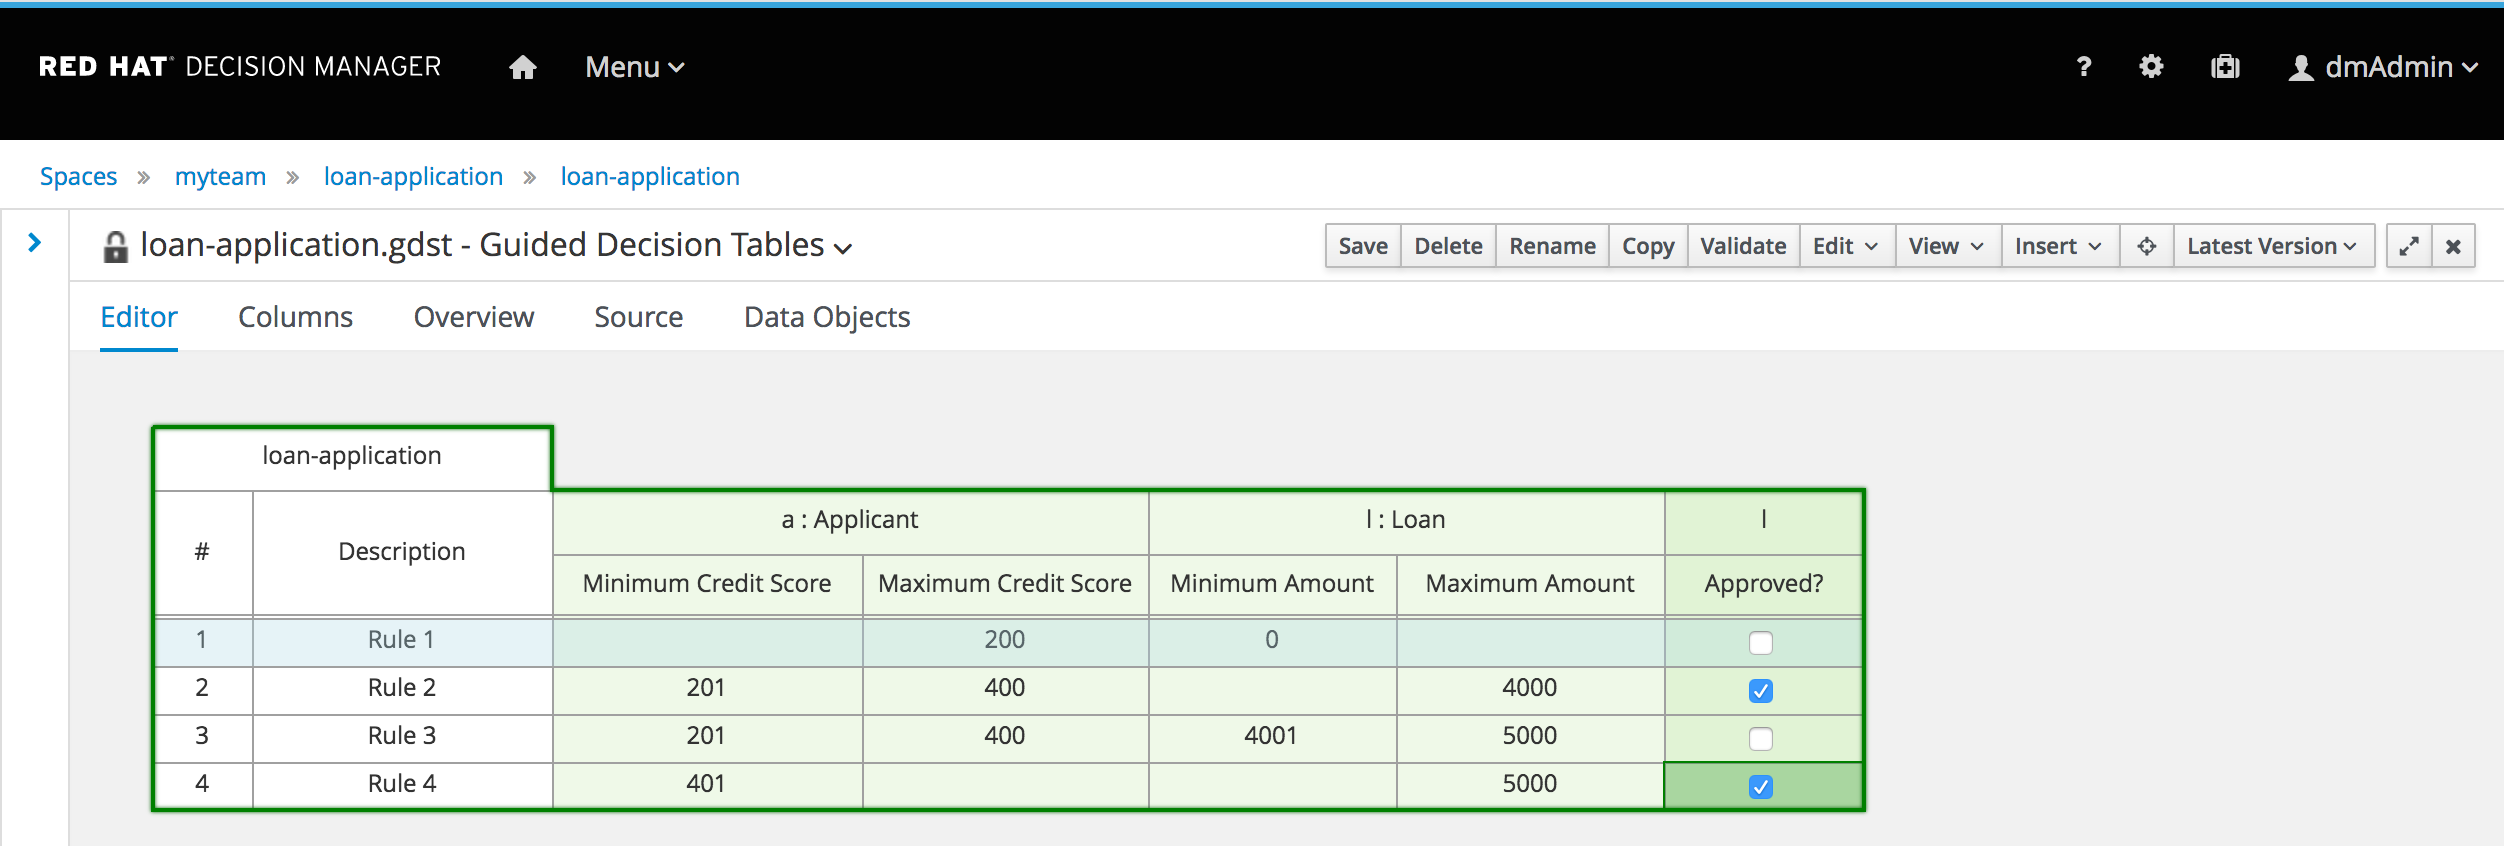 RED HAT® DECISION MANAGER Menu ? dmAdmin
Spaces » myteam » loan-application » loan-application
loan-application.gdst - Guided Decision Tables Save Delete Rename Copy Validate Edit View Insert Latest Version
Editor Columns Overview Source Data Objects
loan-application
# Description a : Applicant l : Loan l
Minimum Credit Score Maximum Credit Score Minimum Amount Maximum Amount Approved?
1 Rule 1 200 0
2 Rule 2 201 400 4000
3 Rule 3 201 400 4001 5000
4 Rule 4 401 5000